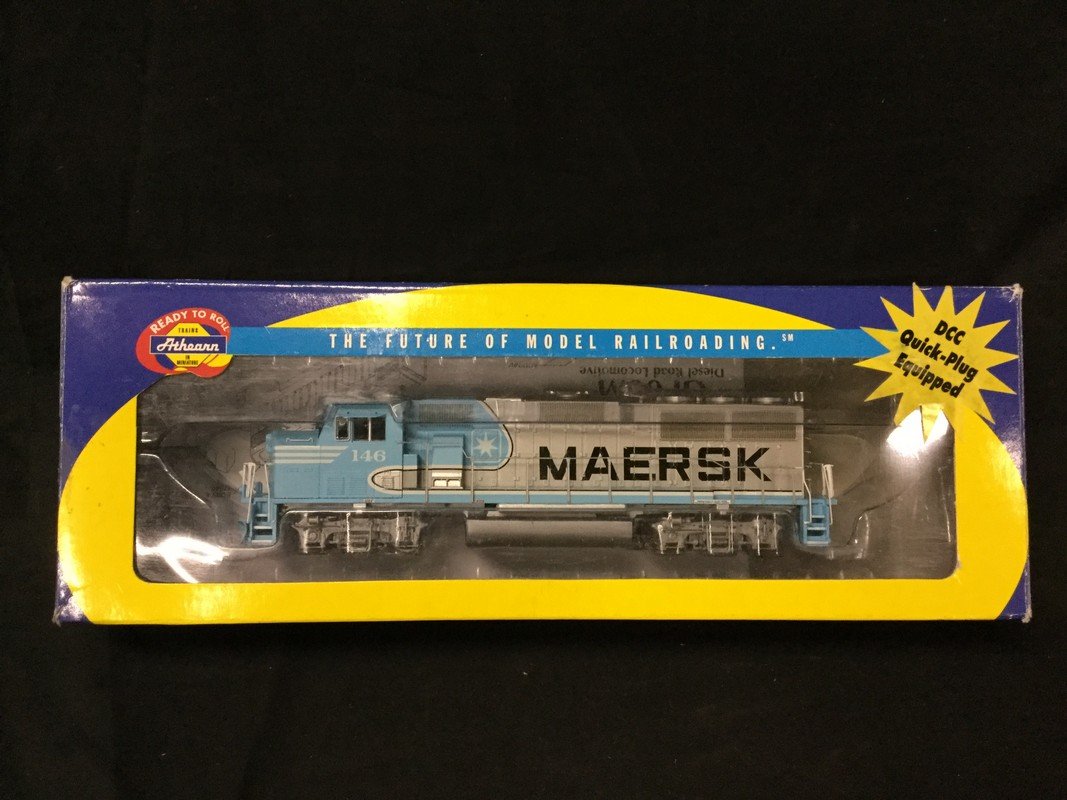 READY TO ROLL
TRAINS
Athearn
IN MINIATURE
THE FUTURE OF MODEL RAILROADING.℠
DCC
Quick-Plug
Equipped
Diesel Road Locomotive
146
MAERSK